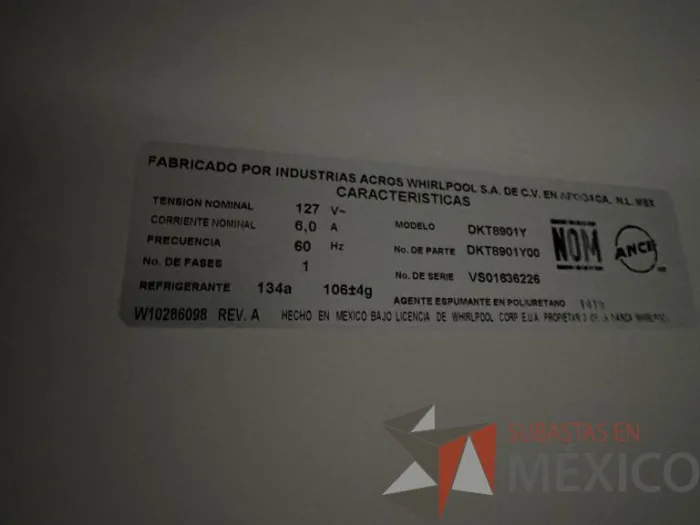 FABRICADO POR INDUSTRIAS ACROS WHIRLPOOL S.A. DE C.V. EN APODACA, N.L. MEX
CARACTERISTICAS
TENSION NOMINAL 127 V~
CORRIENTE NOMINAL 6,0 A
FRECUENCIA 60 Hz
No. DE FASES 1
REFRIGERANTE 134a 106±4g
MODELO DKT8901Y
No. DE PARTE DKT8901Y00
No. DE SERIE VS01636226
NOM
ANCE
AGENTE ESPUMANTE EN POLIURETANO
W10286098 REV. A HECHO EN MEXICO BAJO LICENCIA DE WHIRLPOOL CORP E.U.A. WHIRLPOOL
SUBASTAS EN
MÉXICO